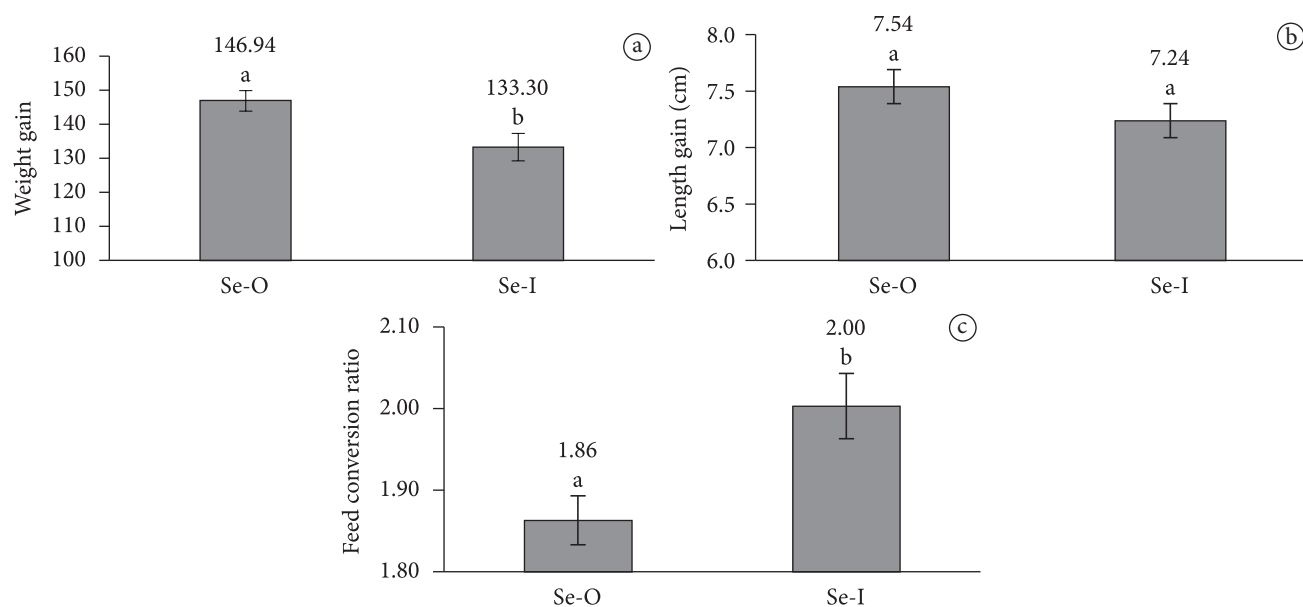 146.94
a
133.30
b
a
160
150
140
130
120
110
100
Weight gain
Se-O
Se-I
7.54
a
7.24
a
b
8.0
7.5
7.0
6.5
6.0
Length gain (cm)
Se-O
Se-I
2.00
b
1.86
a
c
2.10
2.00
1.90
1.80
Feed conversion ratio
Se-O
Se-I